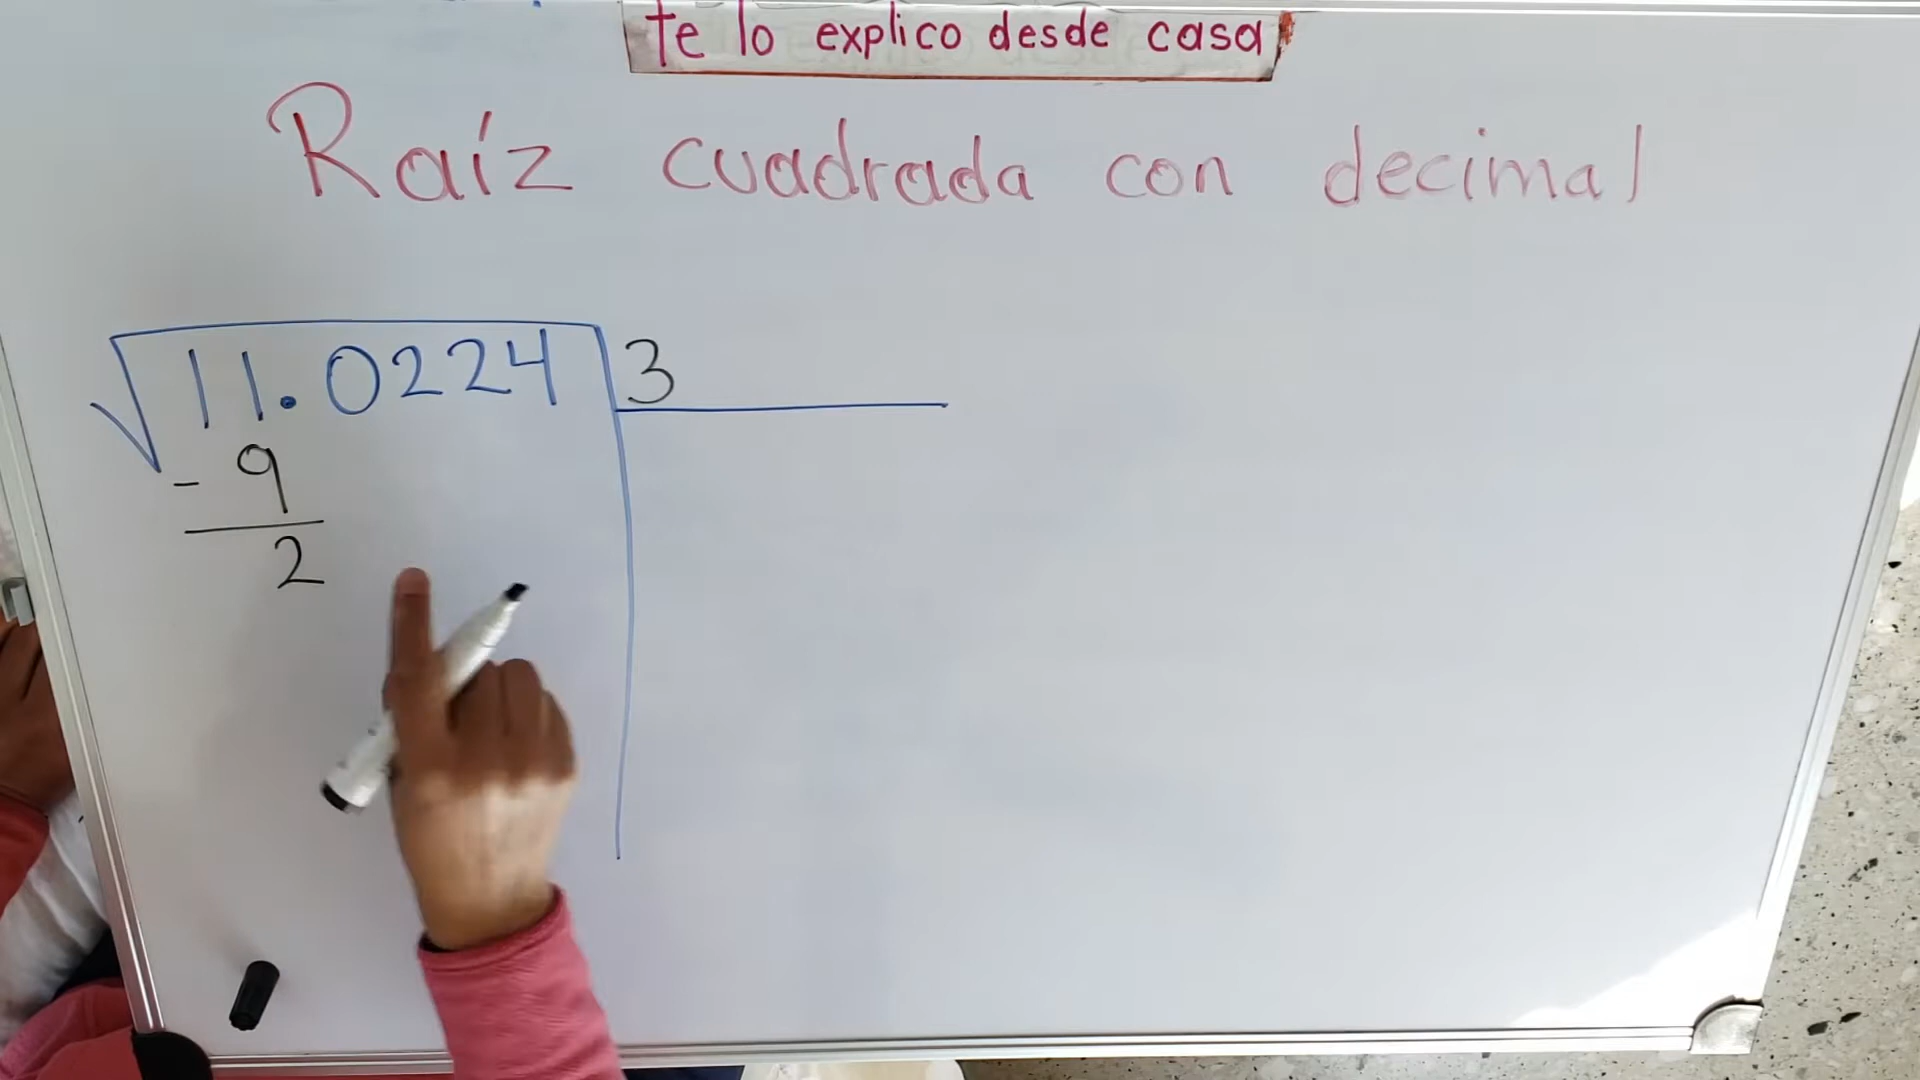 te lo explico desde casa
Raíz cuadrada con decimal
√11.0224 3
- 9
2